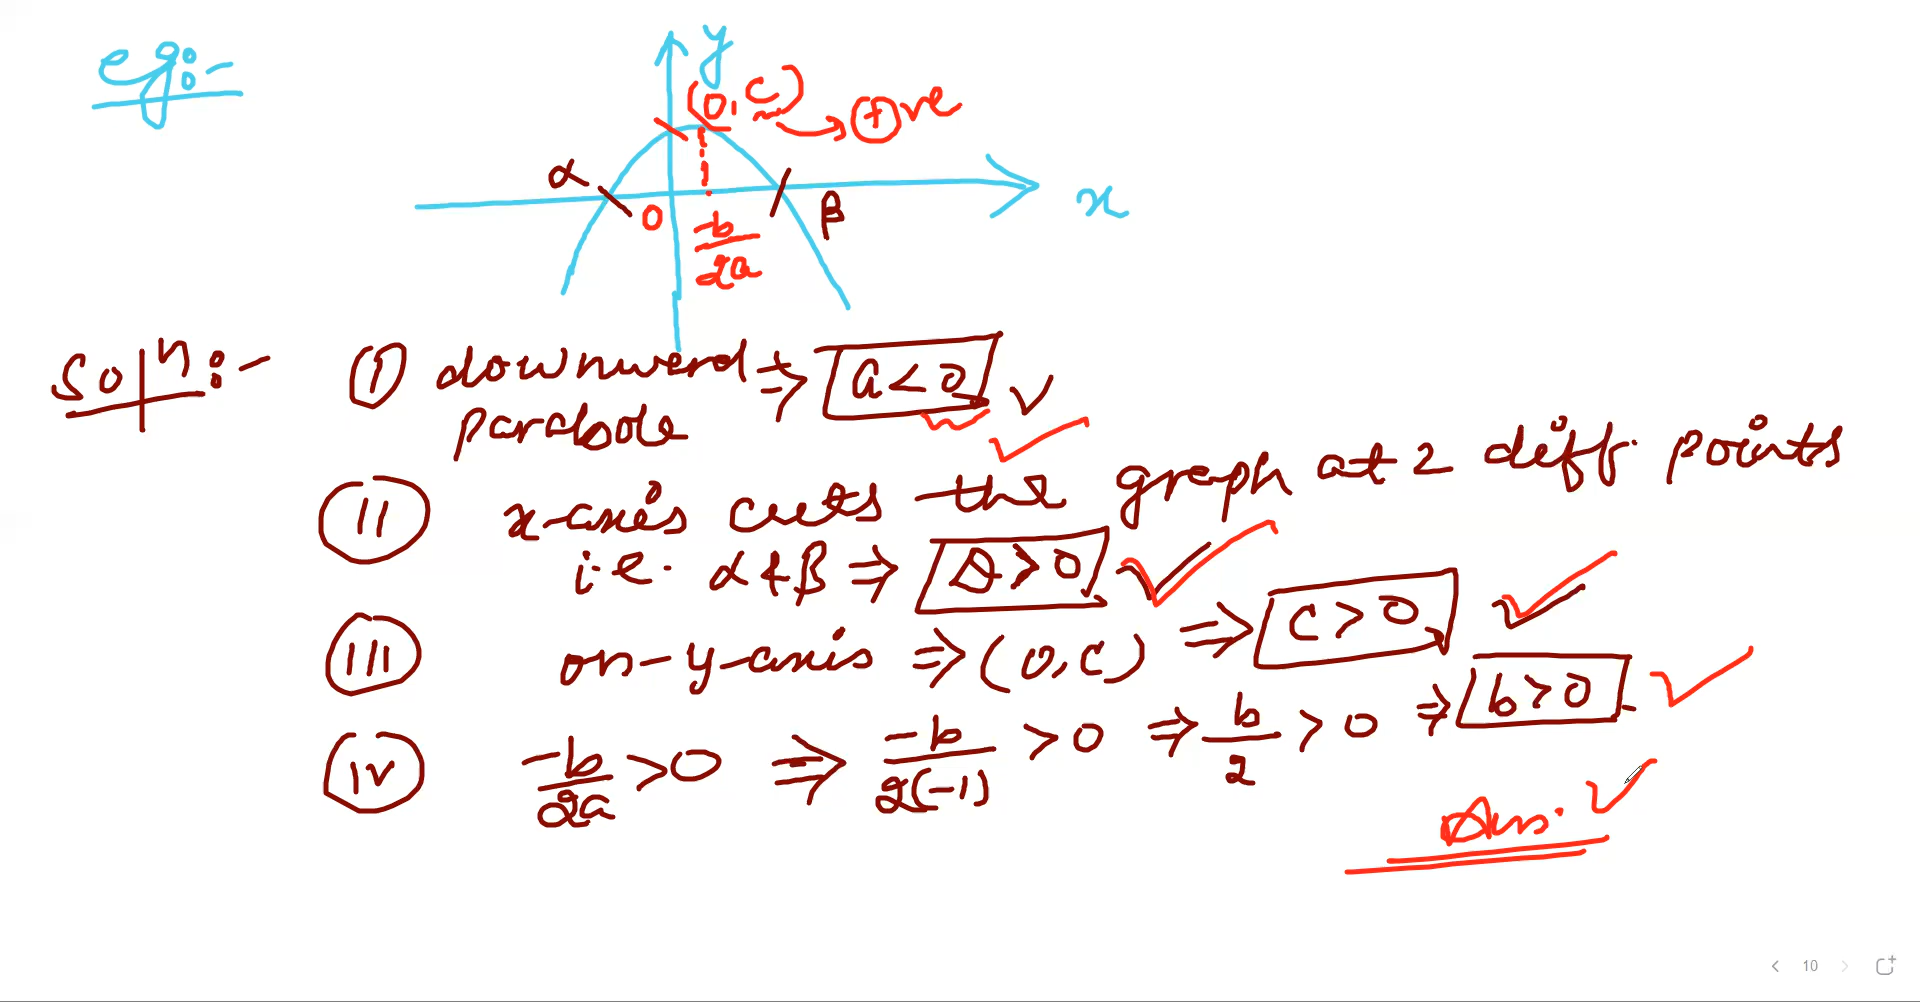 eg:-
y
(0, c) → ⊕ve
α
0
β
x
-b/2a
Solⁿ:-
(i) downward ⇒ a < 0 ✓
parabola
(ii) x-axis cuts the graph at 2 diff. points
i.e. α & β ⇒ D > 0 ✓
(iii) on-y-axis ⇒ (0, c) ⇒ c > 0 ✓
(iv) -b/2a > 0 ⇒ -b/2(-1) > 0 ⇒ b/2 > 0 ⇒ b > 0 ✓
Ans. ✓
10